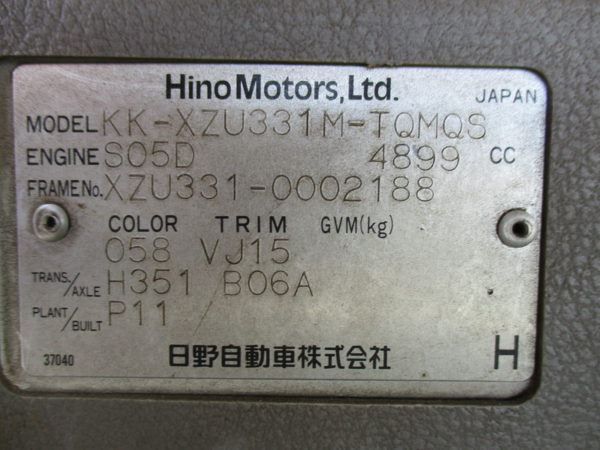 Hino Motors, Ltd. JAPAN
MODEL KK-XZU331M-TQMQS
ENGINE S05D 4899 CC
FRAME No. XZU331-0002188
COLOR TRIM GVM(kg)
058 VJ15
TRANS./AXLE H351 B06A
PLANT/BUILT P11 /
37040 日野自動車株式会社 H